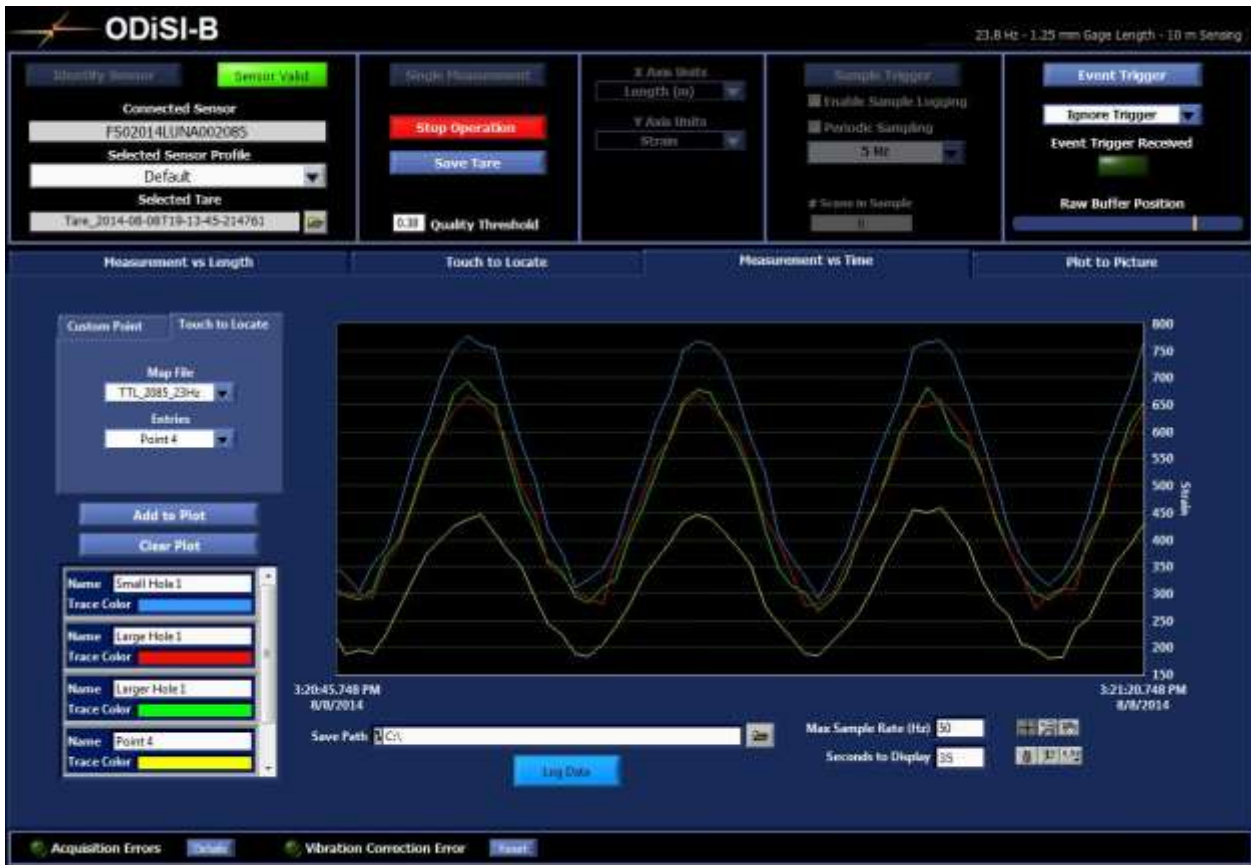 ODiSI-B
23.8 Hz - 1.25 mm Gage Length - 10 m Sensing
Identify Sensor
Sensor Valid
Connected Sensor
FS02014LUNA002085
Selected Sensor Profile
Default
Selected Tare
Tare_2014-08-08T19-13-45-214761
Single Measurement
Stop Operation
Save Tare
0.38 Quality Threshold
X Axis Units
Length (m)
Y Axis Units
Strain
Sample Trigger
Enable Sample Logging
Periodic Sampling
5 Hz
# Scans in Sample
0
Event Trigger
Ignore Trigger
Event Trigger Received
Raw Buffer Position
Measurement vs Length
Touch to Locate
Measurement vs Time
Plot to Picture
Custom Point
Touch to Locate
Map File
TTL_2085_23Hz
Entries
Point 4
Add to Plot
Clear Plot
Name Small Hole 1
Trace Color
Name Large Hole 1
Trace Color
Name Larger Hole 1
Trace Color
Name Point 4
Trace Color
800
750
700
650
600
550
500
450
400
350
300
250
200
150
Strain
3:20:45.748 PM
8/8/2014
3:21:20.748 PM
8/8/2014
Save Path C:\
Log Data
Max Sample Rate (Hz) 50
Seconds to Display 35
Acquisition Errors
Details
Vibration Correction Error
Reset